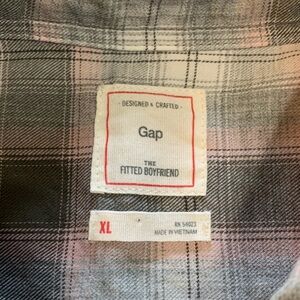 · DESIGNED & CRAFTED ·
Gap
THE
FITTED BOYFRIEND
XL
RN 54023
MADE IN VIETNAM